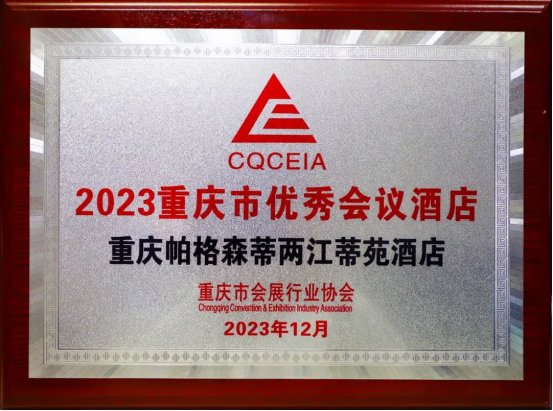 CQCEIA
2023重庆市优秀会议酒店
重庆帕格森蒂两江蒂苑酒店
重庆市会展行业协会
Chongqing Convention & Exhibition Industry Association
2023年12月